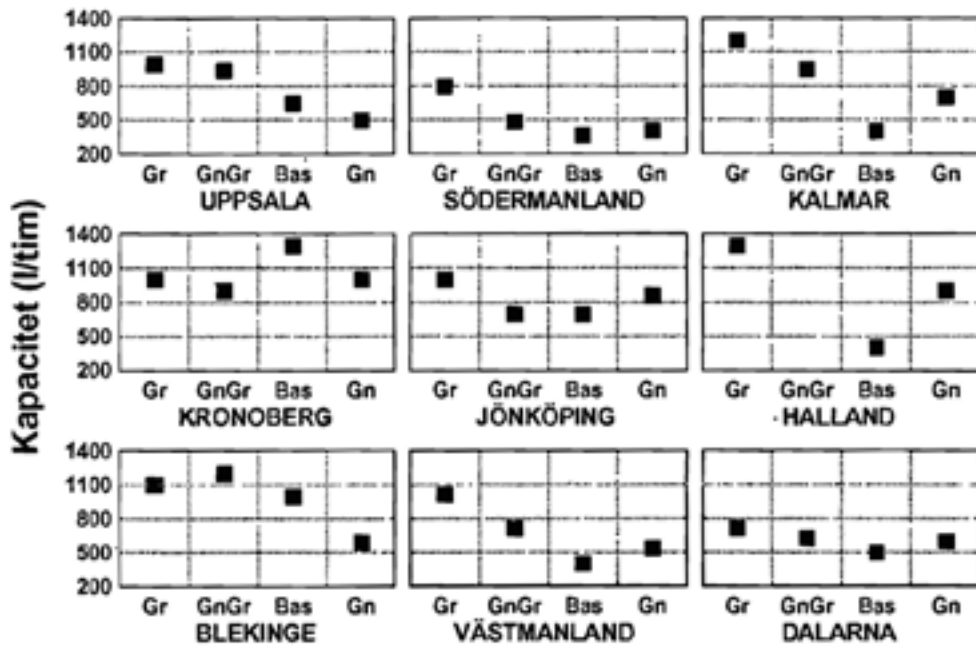 Kapacitet (l/tim)
1400
1100
800
500
200
Gr GnGr Bas Gn
UPPSALA
Gr GnGr Bas Gn
SÖDERMANLAND
Gr GnGr Bas Gn
KALMAR
1400
1100
800
500
200
Gr GnGr Bas Gn
KRONOBERG
Gr GnGr Bas Gn
JÖNKÖPING
Gr GnGr Bas Gn
HALLAND
1400
1100
800
500
200
Gr GnGr Bas Gn
BLEKINGE
Gr GnGr Bas Gn
VÄSTMANLAND
Gr GnGr Bas Gn
DALARNA